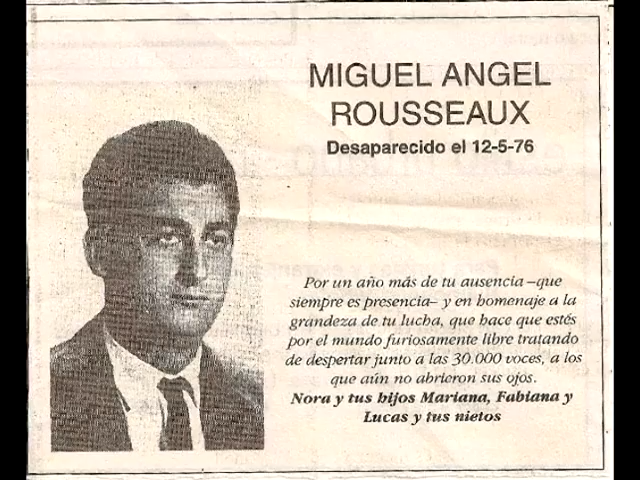 MIGUEL ANGEL
ROUSSEAUX
Desaparecido el 12-5-76
Por un año más de tu ausencia –que
siempre es presencia– y en homenaje a la
grandeza de tu lucha, que hace que estés
por el mundo furiosamente libre tratando
de despertar junto a las 30.000 voces, a los
que aún no abrieron sus ojos.
Nora y tus hijos Mariana, Fabiana y
Lucas y tus nietos